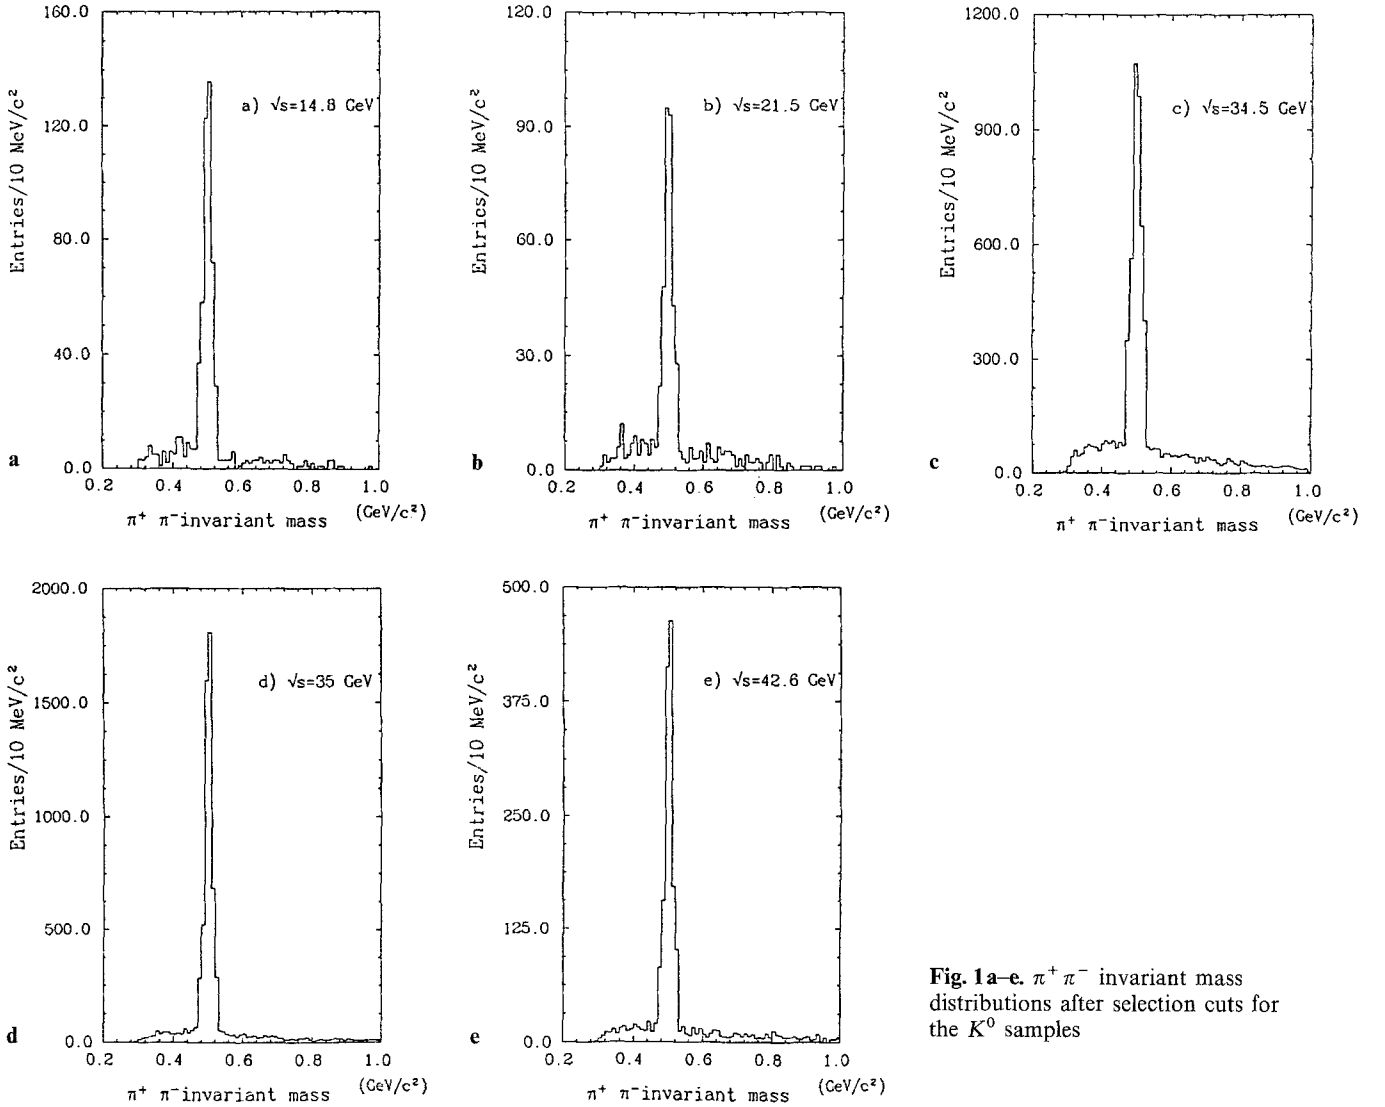 160.0
120.0
80.0
40.0
0.0
Entries/10 MeV/c²
a) √s=14.8 GeV
a
0.2 0.4 0.6 0.8 1.0
π⁺ π⁻invariant mass (GeV/c²)
120.0
90.0
60.0
30.0
0.0
Entries/10 MeV/c²
b) √s=21.5 GeV
b
0.2 0.4 0.6 0.8 1.0
π⁺ π⁻invariant mass (GeV/c²)
1200.0
900.0
600.0
300.0
0.0
Entries/10 MeV/c²
c) √s=34.5 GeV
c
0.2 0.4 0.6 0.8 1.0
π⁺ π⁻invariant mass (GeV/c²)
2000.0
1500.0
1000.0
500.0
0.0
Entries/10 MeV/c²
d) √s=35 GeV
d
0.2 0.4 0.6 0.8 1.0
π⁺ π⁻invariant mass (GeV/c²)
500.0
375.0
250.0
125.0
0.0
Entries/10 MeV/c²
e) √s=42.6 GeV
e
0.2 0.4 0.6 0.8 1.0
π⁺ π⁻invariant mass (GeV/c²)
Fig. 1a–e. π⁺ π⁻ invariant mass
distributions after selection cuts for
the K⁰ samples